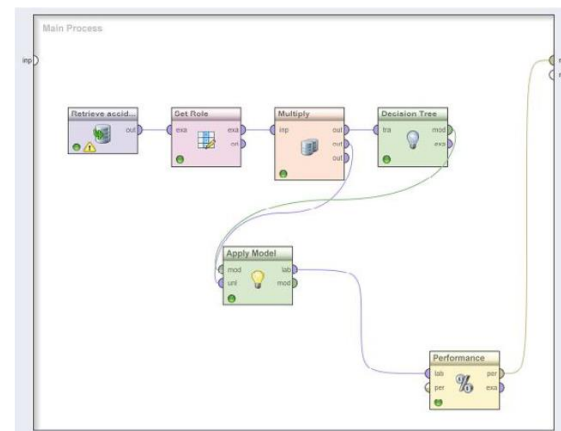 Main Process
inp
Retrieve accid...
out
Get Role
exa
exa
ori
Multiply
inp
out
out
out
Decision Tree
tra
mod
exa
Apply Model
mod
unl
lab
mod
Performance
lab
per
per
exa